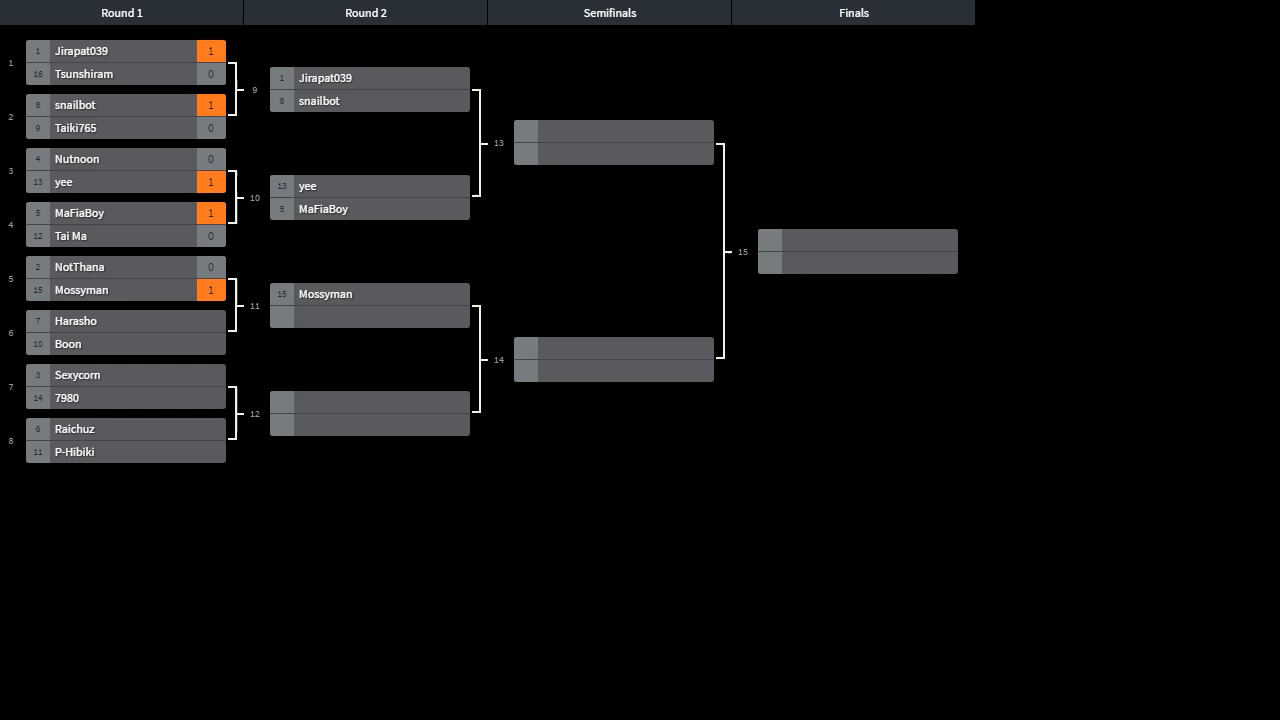 Round 1 Round 2 Semifinals Finals
1 Jirapat039 1
1
16 Tsunshiram 0
8 snailbot 1
2
9 Taiki765 0
4 Nutnoon 0
3
13 yee 1
5 MaFiaBoy 1
4
12 Tai Ma 0
2 NotThana 0
5
15 Mossyman 1
7 Harasho
6
10 Boon
3 Sexycorn
7
14 7980
6 Raichuz
8
11 P-Hibiki
1 Jirapat039
9
8 snailbot
13 yee
10
5 MaFiaBoy
15 Mossyman
11
12
13
14
15